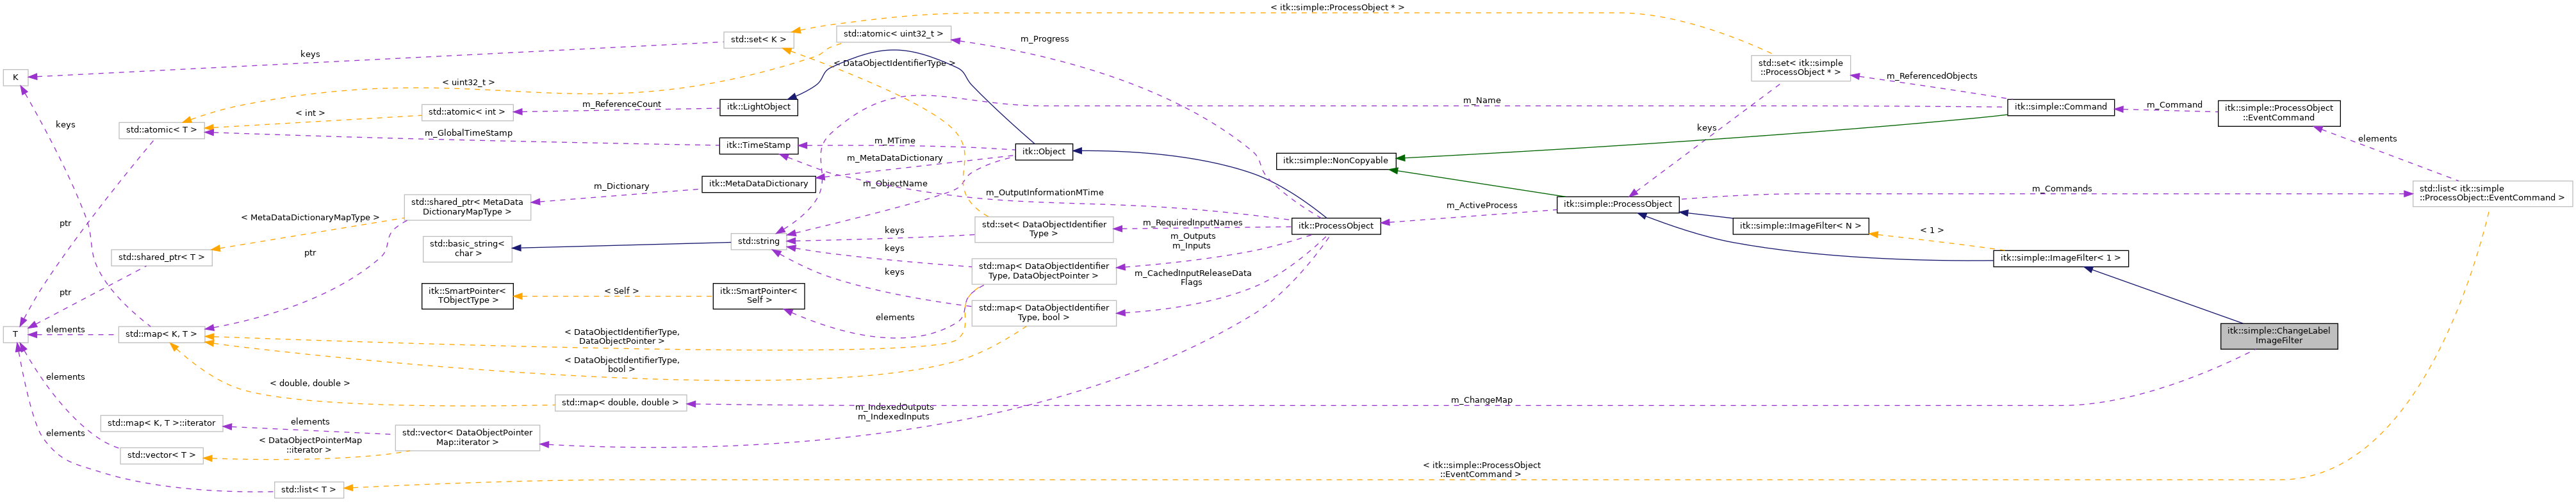 < itk::simple::ProcessObject * >
std::set< K >
std::atomic< uint32_t >
m_Progress
keys
< DataObjectIdentifierType >
std::set< itk::simple
::ProcessObject * >
K
< uint32_t >
m_ReferencedObjects
m_ReferenceCount
itk::LightObject
m_Name
itk::simple::Command
m_Command
itk::simple::ProcessObject
::EventCommand
< int >
std::atomic< int >
keys
std::atomic< T >
m_GlobalTimeStamp
keys
elements
itk::TimeStamp
m_MTime
itk::Object
m_MetaDataDictionary
itk::simple::NonCopyable
m_Dictionary
itk::MetaDataDictionary
m_ObjectName
m_OutputInformationMTime
m_Commands
std::list< itk::simple
::ProcessObject::EventCommand >
std::shared_ptr< MetaData
DictionaryMapType >
m_ActiveProcess
itk::simple::ProcessObject
< MetaDataDictionaryMapType >
ptr
std::set< DataObjectIdentifier
Type >
m_RequiredInputNames
itk::ProcessObject
itk::simple::ImageFilter< N >
< 1 >
keys
m_Outputs
m_Inputs
std::string
std::basic_string<
char >
keys
ptr
std::shared_ptr< T >
itk::simple::ImageFilter< 1 >
std::map< DataObjectIdentifier
Type, DataObjectPointer >
keys
m_CachedInputReleaseData
Flags
ptr
itk::SmartPointer<
TObjectType >
< Self >
itk::SmartPointer<
Self >
elements
std::map< DataObjectIdentifier
Type, bool >
T
elements
std::map< K, T >
< DataObjectIdentifierType,
DataObjectPointer >
itk::simple::ChangeLabel
ImageFilter
< DataObjectIdentifierType,
bool >
elements
< double, double >
std::map< double, double >
m_ChangeMap
m_IndexedOutputs
m_IndexedInputs
std::map< K, T >::iterator
elements
elements
std::vector< DataObjectPointer
Map::iterator >
< DataObjectPointerMap
::iterator >
std::vector< T >
< itk::simple::ProcessObject
::EventCommand >
std::list< T >